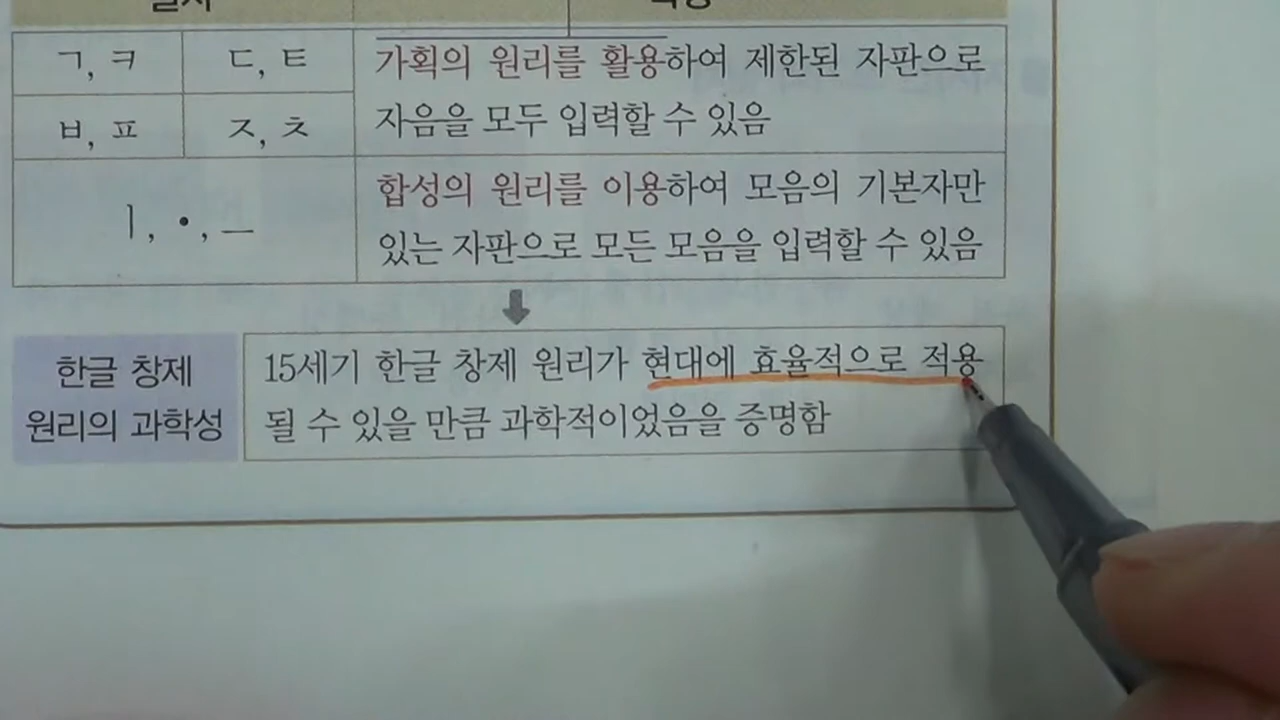 ㄱ, ㅋ
ㄷ, ㅌ
가획의 원리를 활용하여 제한된 자판으로
ㅂ, ㅍ
ㅈ, ㅊ
자음을 모두 입력할 수 있음
ㅣ, •, ㅡ
합성의 원리를 이용하여 모음의 기본자만
있는 자판으로 모든 모음을 입력할 수 있음
한글 창제
원리의 과학성
15세기 한글 창제 원리가 현대에 효율적으로 적용
될 수 있을 만큼 과학적이었음을 증명함